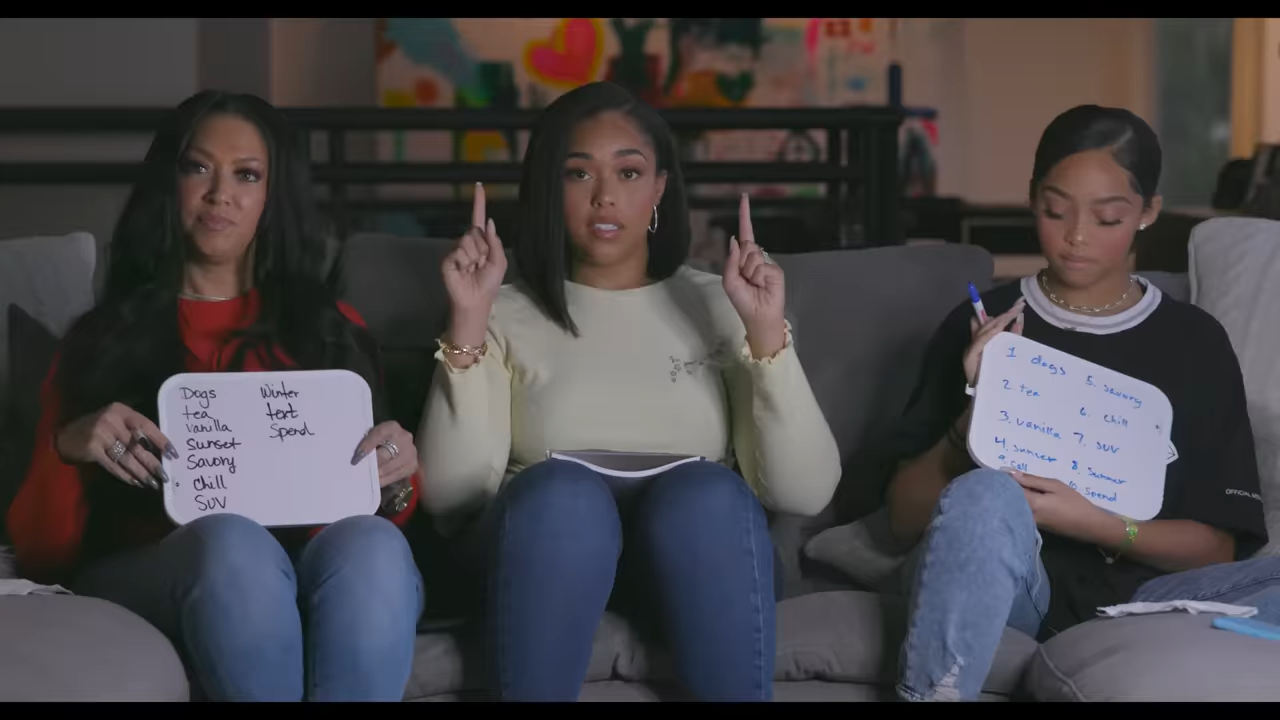 Dogs
tea
vanilla
sunset
Savory
chill
SUV
Winter
text
Spend
1 dogs
2 tea
3. vanilla
4. sunset
9. Call
5. savory
6. chill
7. SUV
8. Summer
10. Spend
OFFICIAL